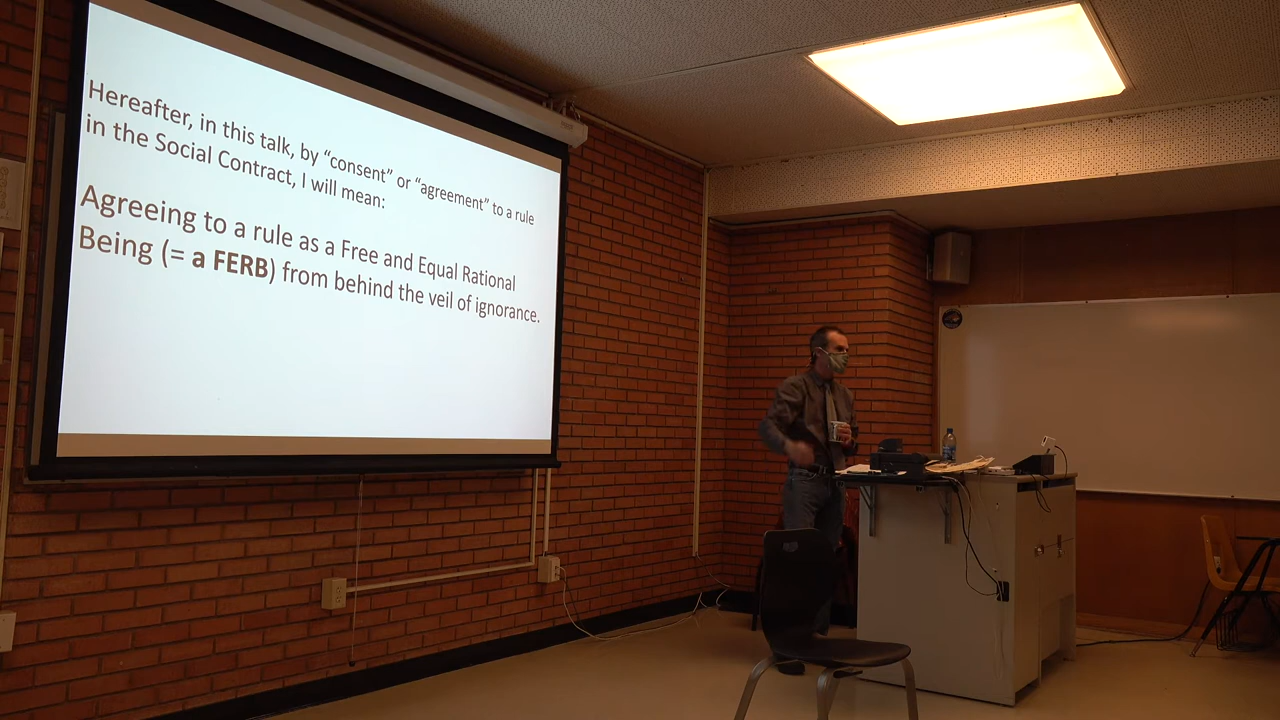 Hereafter, in this talk, by “consent” or “agreement” to a rule
in the Social Contract, I will mean:
Agreeing to a rule as a Free and Equal Rational
Being (= a FERB) from behind the veil of ignorance.